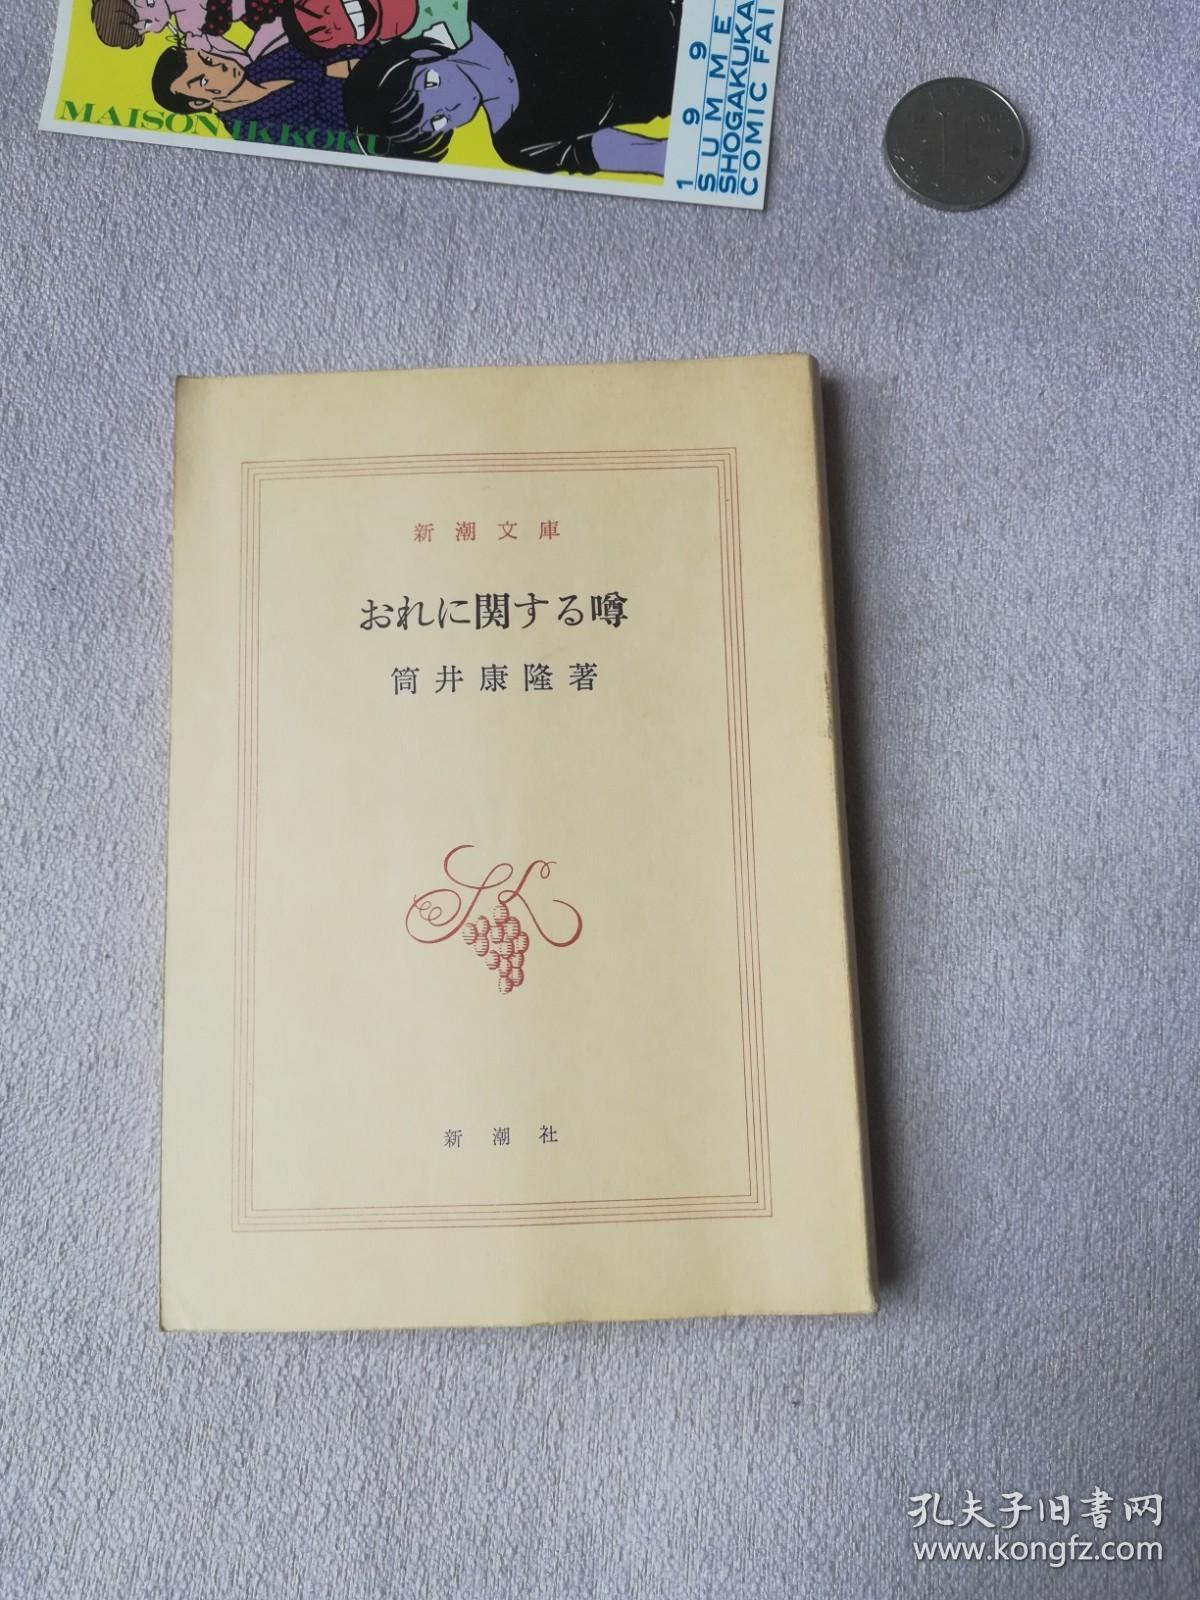 MAISON IKKOKU
199
SUMME
SHOGAKUKA
COMIC FAI
新潮文庫
おれに関する噂
筒井康隆著
新潮社
孔夫子旧书网
www.kongfz.com